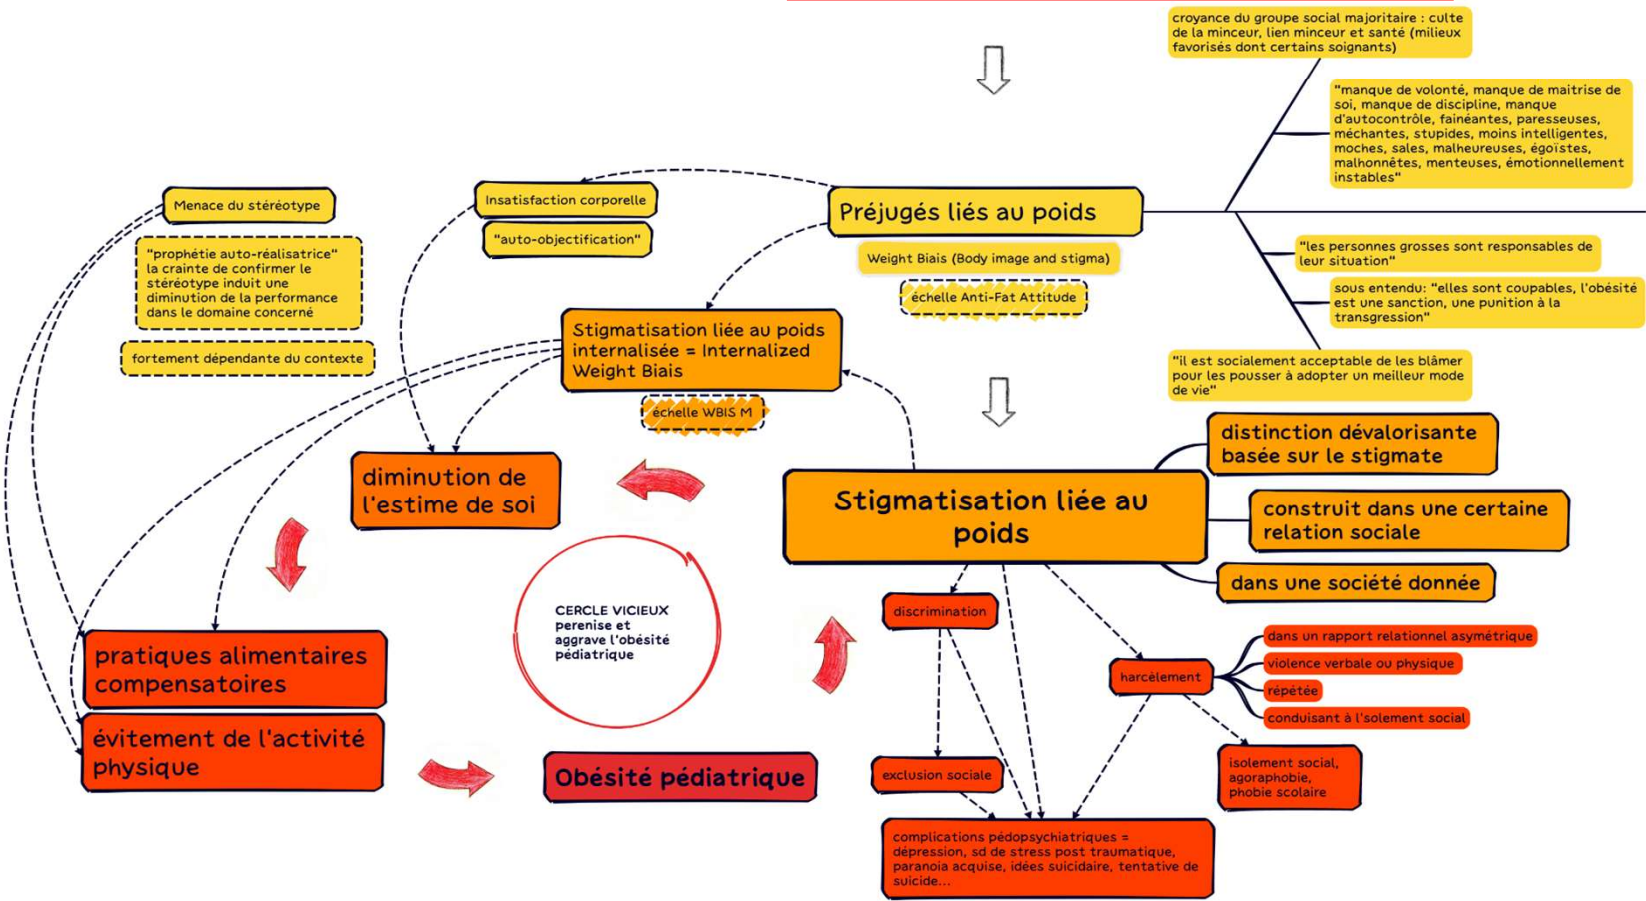 croyance du groupe social majoritaire : culte
de la minceur, lien minceur et santé (milieux
favorisés dont certains soignants)
"manque de volonté, manque de maitrise de
soi, manque de discipline, manque
d'autocontrôle, fainéantes, paresseuses,
méchantes, stupides, moins intelligentes,
moches, sales, malheureuses, égoïstes,
malhonnêtes, menteuses, émotionnellement
instables"
Menace du stéréotype
"prophétie auto-réalisatrice"
la crainte de confirmer le
stéréotype induit une
diminution de la performance
dans le domaine concerné
fortement dépendante du contexte
Insatisfaction corporelle
"auto-objectification"
Préjugés liés au poids
Weight Biais (Body image and stigma)
échelle Anti-Fat Attitude
"les personnes grosses sont responsables de
leur situation"
sous entendu: "elles sont coupables, l'obésité
est une sanction, une punition à la
transgression"
"il est socialement acceptable de les blâmer
pour les pousser à adopter un meilleur mode
de vie"
Stigmatisation liée au poids
internalisée = Internalized
Weight Biais
échelle WBIS M
diminution de
l'estime de soi
Stigmatisation liée au
poids
distinction dévalorisante
basée sur le stigmate
construit dans une certaine
relation sociale
dans une société donnée
CERCLE VICIEUX
perenise et
aggrave l'obésité
pédiatrique
pratiques alimentaires
compensatoires
évitement de l'activité
physique
Obésité pédiatrique
discrimination
harcèlement
dans un rapport relationnel asymétrique
violence verbale ou physique
répétée
conduisant à l'solement social
exclusion sociale
isolement social,
agoraphobie,
phobie scolaire
complications pédopsychiatriques =
dépression, sd de stress post traumatique,
paranoia acquise, idées suicidaire, tentative de
suicide...